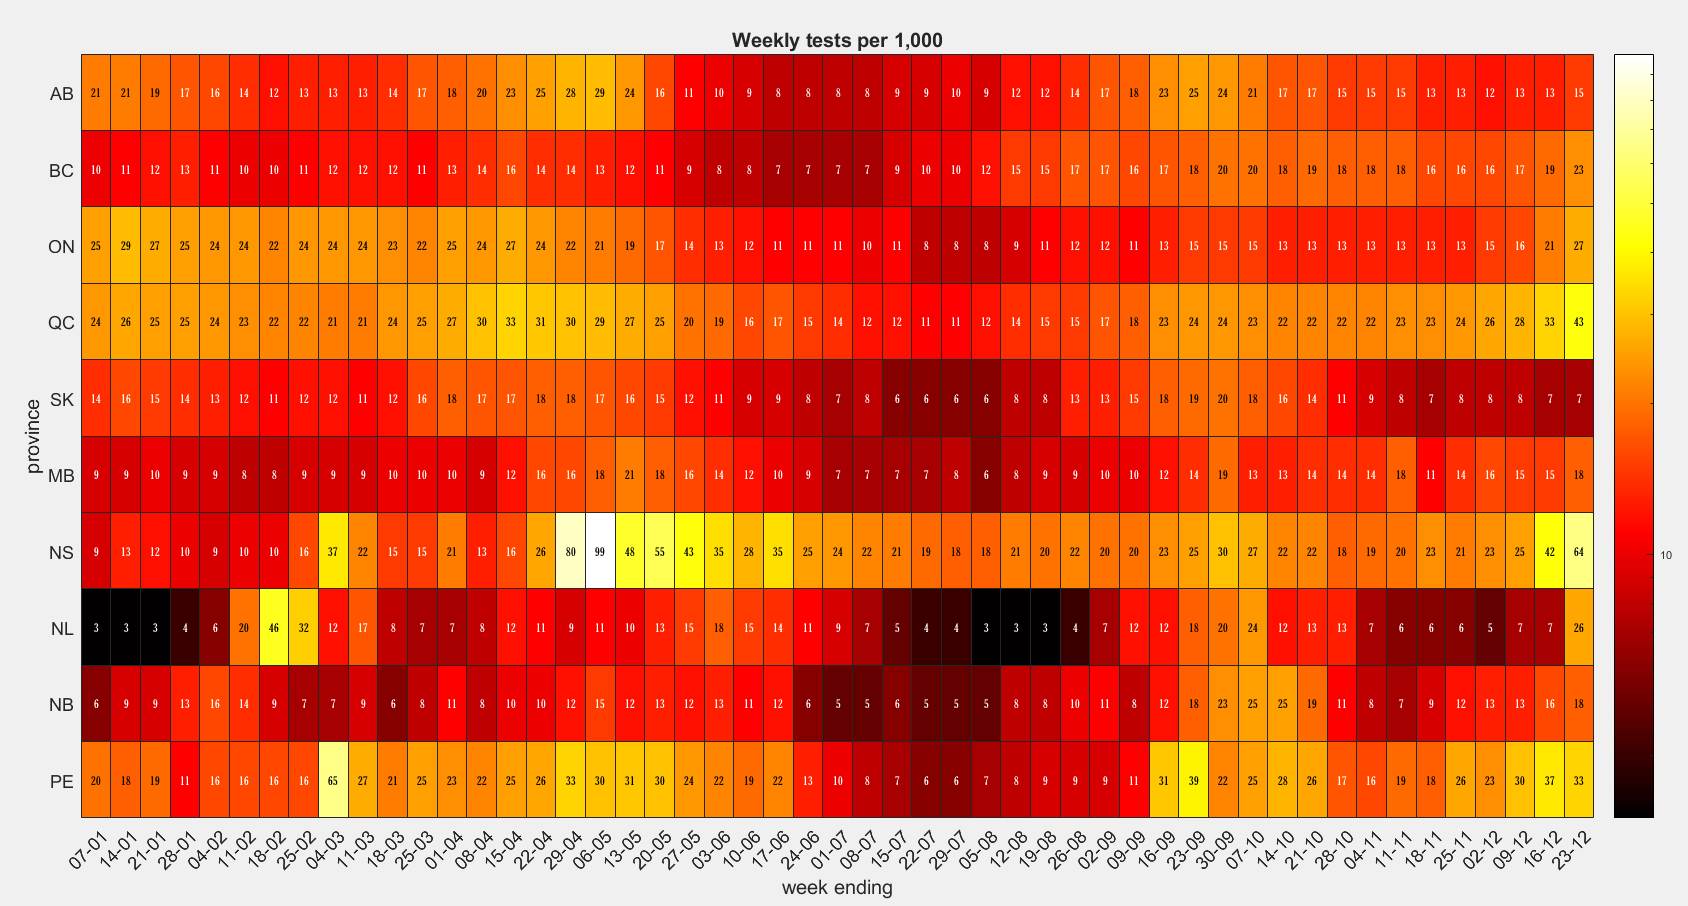 Weekly tests per 1,000
AB 21 21 19 17 16 14 12 13 13 13 14 17 18 20 23 25 28 29 24 16 11 10 9 8 8 8 8 9 9 10 9 12 12 14 17 18 23 25 24 21 17 17 15 15 15 13 13 12 13 13 15
BC 10 11 12 13 11 10 10 11 12 12 12 11 13 14 16 14 14 13 12 11 9 8 8 7 7 7 7 9 10 10 12 15 15 17 17 16 17 18 20 20 18 19 18 18 18 16 16 16 17 19 23
ON 25 29 27 25 24 24 22 24 24 24 23 22 25 24 27 24 22 21 19 17 14 13 12 11 11 11 10 11 8 8 8 9 11 12 12 11 13 15 15 15 13 13 13 13 13 13 13 15 16 21 27
QC 24 26 25 25 24 23 22 22 21 21 24 25 27 30 33 31 30 29 27 25 20 19 16 17 15 14 12 12 11 11 12 14 15 15 17 18 23 24 24 23 22 22 22 22 23 23 24 26 28 33 43
SK 14 16 15 14 13 12 11 12 12 11 12 16 18 17 17 18 18 17 16 15 12 11 9 9 8 7 8 6 6 6 6 8 8 13 13 15 18 19 20 18 16 14 11 9 8 7 8 8 8 7 7
province
MB 9 9 10 9 9 8 8 9 9 9 10 10 10 9 12 16 16 18 21 18 16 14 12 10 9 7 7 7 7 8 6 8 9 9 10 10 12 14 19 13 13 14 14 14 18 11 14 16 15 15 18
NS 9 13 12 10 9 10 10 16 37 22 15 15 21 13 16 26 80 99 48 55 43 35 28 35 25 24 22 21 19 18 18 21 20 22 20 20 23 25 30 27 22 22 18 19 20 23 21 23 25 42 64
10
NL 3 3 3 4 6 20 46 32 12 17 8 7 7 8 12 11 9 11 10 13 15 18 15 14 11 9 7 5 4 4 3 3 3 4 7 12 12 18 20 24 12 13 13 7 6 6 6 5 7 7 26
NB 6 9 9 13 16 14 9 7 7 9 6 8 11 8 10 10 12 15 12 13 12 13 11 12 6 5 5 6 5 5 5 8 8 10 11 8 12 18 23 25 25 19 11 8 7 9 12 13 13 16 18
PE 20 18 19 11 16 16 16 16 65 27 21 25 23 22 25 26 33 30 31 30 24 22 19 22 13 10 8 7 6 6 7 8 9 9 9 11 31 39 22 25 28 26 17 16 19 18 26 23 30 37 33
07-01 14-01 21-01 28-01 04-02 11-02 18-02 25-02 04-03 11-03 18-03 25-03 01-04 08-04 15-04 22-04 29-04 06-05 13-05 20-05 27-05 03-06 10-06 17-06 24-06 01-07 08-07 15-07 22-07 29-07 05-08 12-08 19-08 26-08 02-09 09-09 16-09 23-09 30-09 07-10 14-10 21-10 28-10 04-11 11-11 18-11 25-11 02-12 09-12 16-12 23-12
week ending